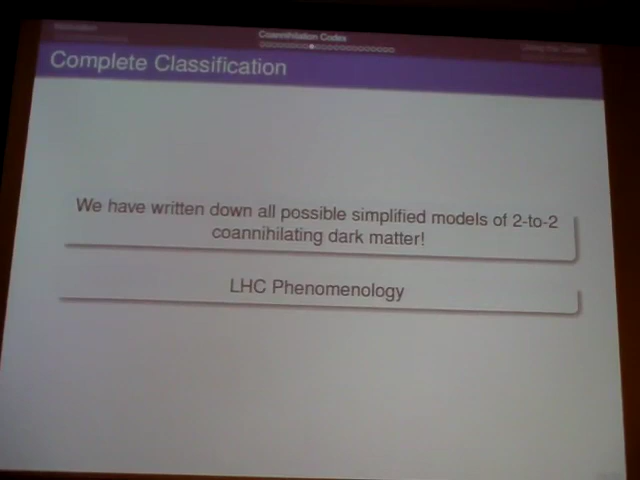 Coannihilation Codex
Complete Classification
We have written down all possible simplified models of 2-to-2
coannihilating dark matter!
LHC Phenomenology